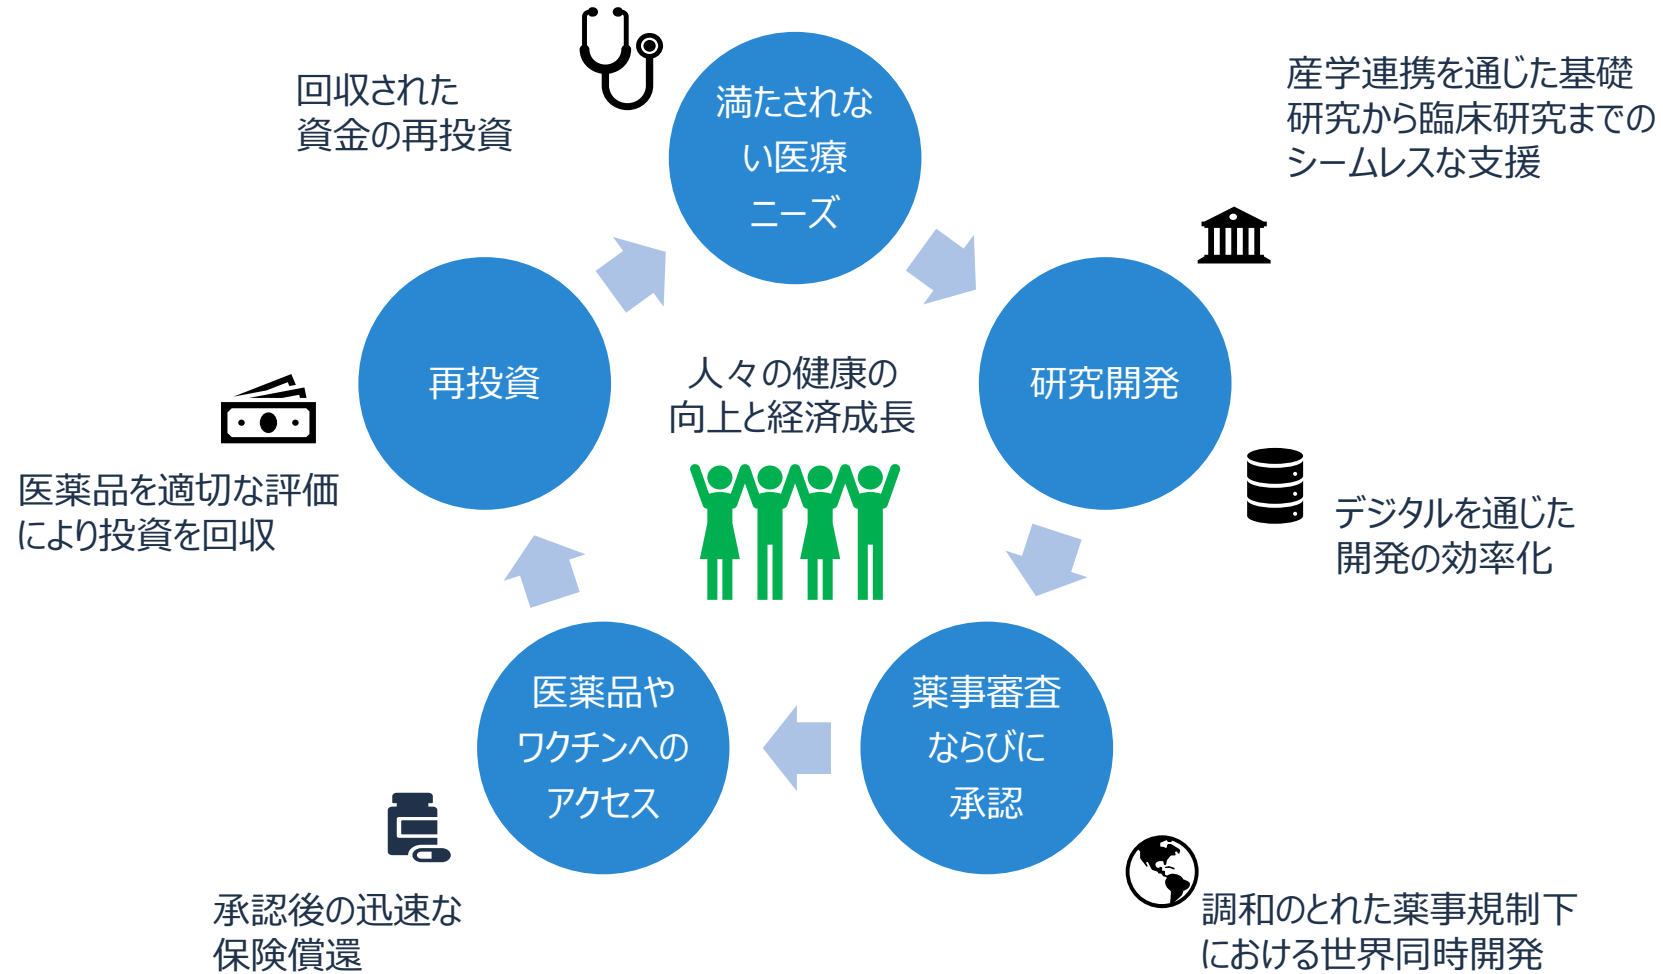 回収された
資金の再投資
満たされな
い医療
ニーズ
産学連携を通じた基礎
研究から臨床研究までの
シームレスな支援
再投資
人々の健康の
向上と経済成長
研究開発
医薬品を適切な評価
により投資を回収
デジタルを通じた
開発の効率化
医薬品や
ワクチンへの
アクセス
薬事審査
ならびに
承認
承認後の迅速な
保険償還
調和のとれた薬事規制下
における世界同時開発